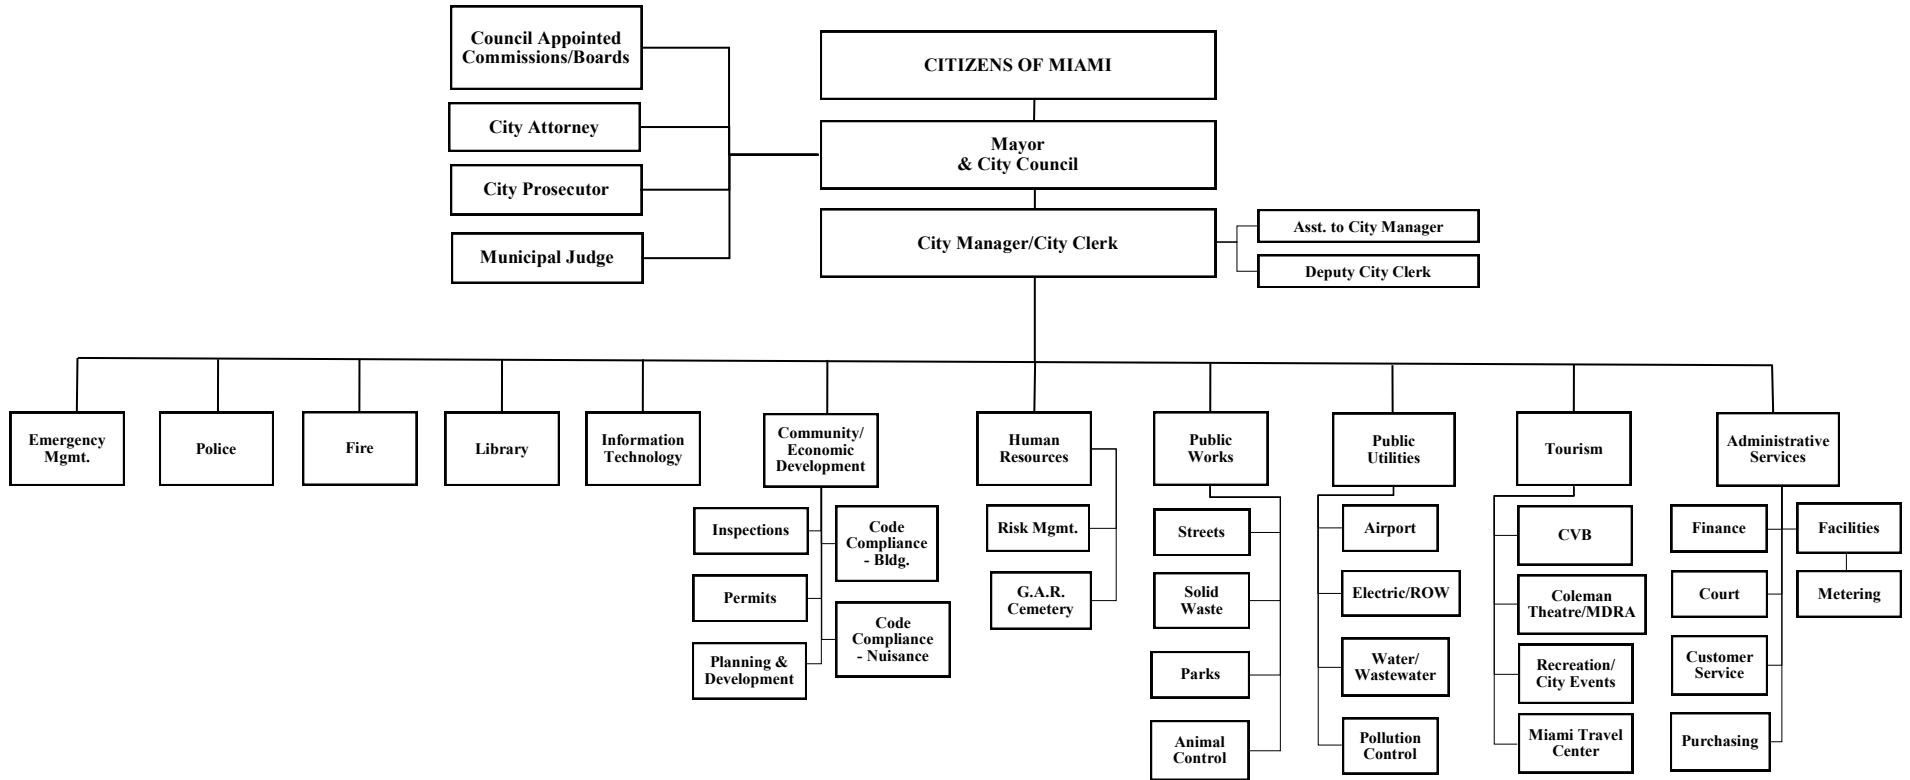 Council Appointed
Commissions/Boards
CITIZENS OF MIAMI
City Attorney
Mayor
& City Council
City Prosecutor
City Manager/City Clerk
Asst. to City Manager
Municipal Judge
Deputy City Clerk
Emergency
Mgmt.
Police
Fire
Library
Information
Technology
Community/
Economic
Development
Human
Resources
Public
Works
Public
Utilities
Tourism
Administrative
Services
Inspections
Code
Compliance
- Bldg.
Permits
Code
Compliance
- Nuisance
Planning &
Development
Risk Mgmt.
G.A.R.
Cemetery
Streets
Solid
Waste
Parks
Animal
Control
Airport
Electric/ROW
Water/
Wastewater
Pollution
Control
CVB
Coleman
Theatre/MDRA
Recreation/
City Events
Miami Travel
Center
Finance
Facilities
Court
Metering
Customer
Service
Purchasing